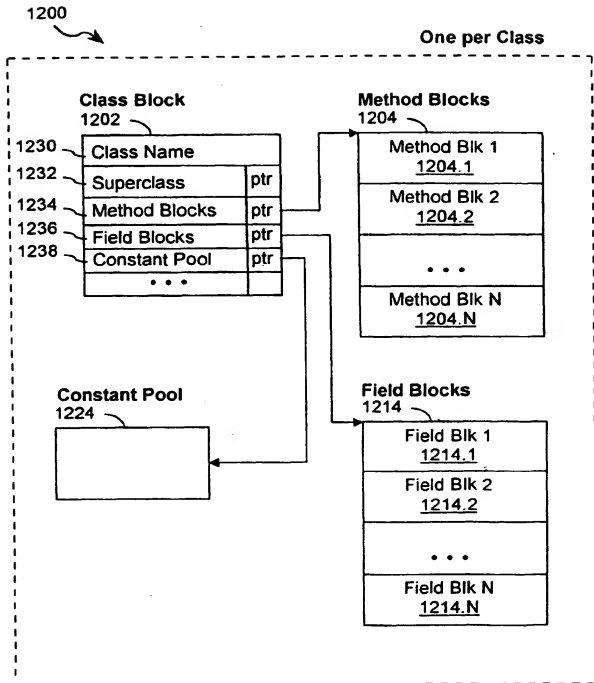 1200
One per Class
Class Block
1202
1230
Class Name
1232
Superclass ptr
1234
Method Blocks ptr
1236
Field Blocks ptr
1238
Constant Pool ptr
• • •
Method Blocks
1204
Method Blk 1
1204.1
Method Blk 2
1204.2
• • •
Method Blk N
1204.N
Constant Pool
1224
Field Blocks
1214
Field Blk 1
1214.1
Field Blk 2
1214.2
• • •
Field Blk N
1214.N